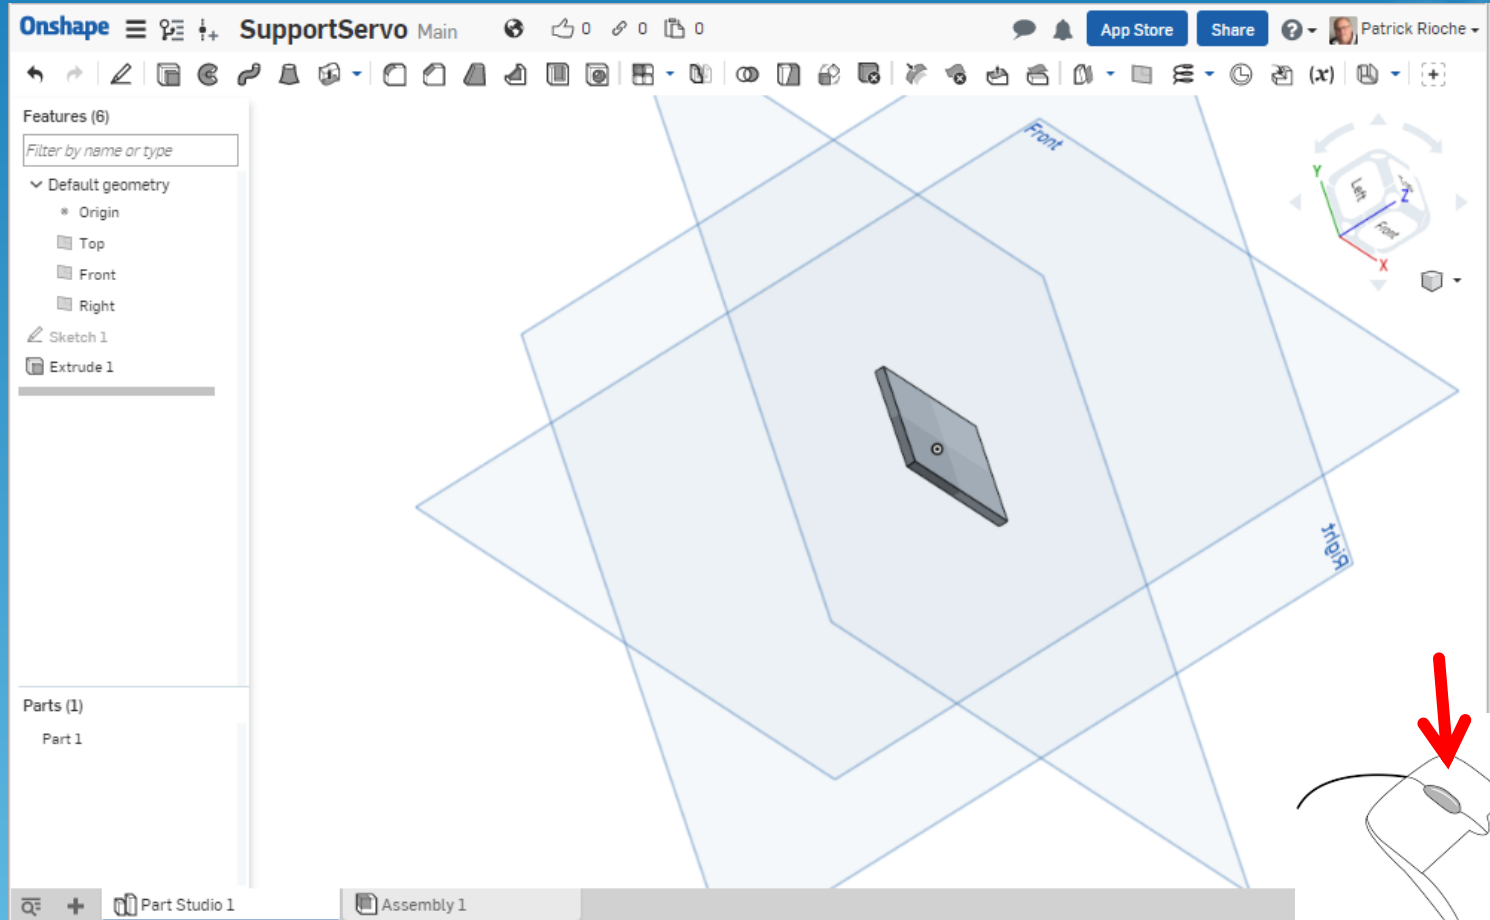 Onshape SupportServo Main 0 0 0 App Store Share ? Patrick Rioche
(x)
Features (6)
Filter by name or type
Default geometry
Origin
Top
Front
Right
Sketch 1
Extrude 1
Front
Right
Y
Left
Z
Front
X
Parts (1)
Part 1
Part Studio 1
Assembly 1